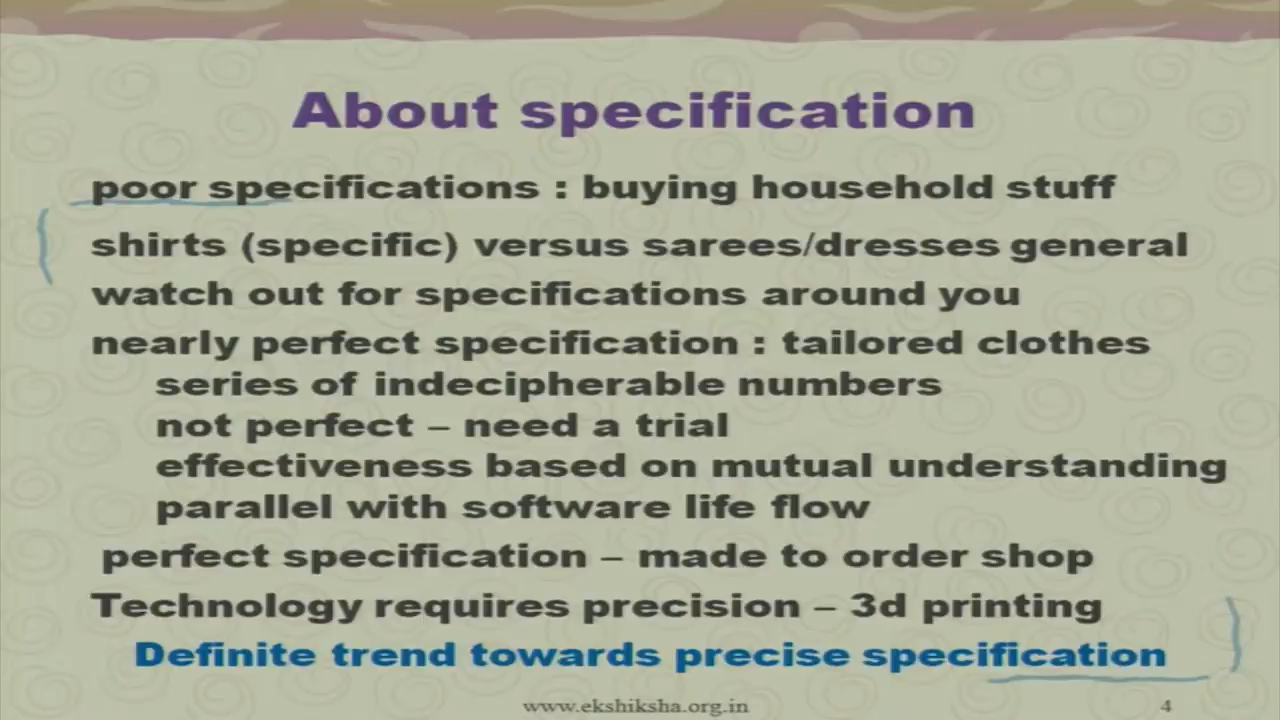 About specification
poor specifications : buying household stuff
shirts (specific) versus sarees/dresses general
watch out for specifications around you
nearly perfect specification : tailored clothes
series of indecipherable numbers
not perfect – need a trial
effectiveness based on mutual understanding
parallel with software life flow
perfect specification – made to order shop
Technology requires precision – 3d printing
Definite trend towards precise specification
www.ekshiksha.org.in 4